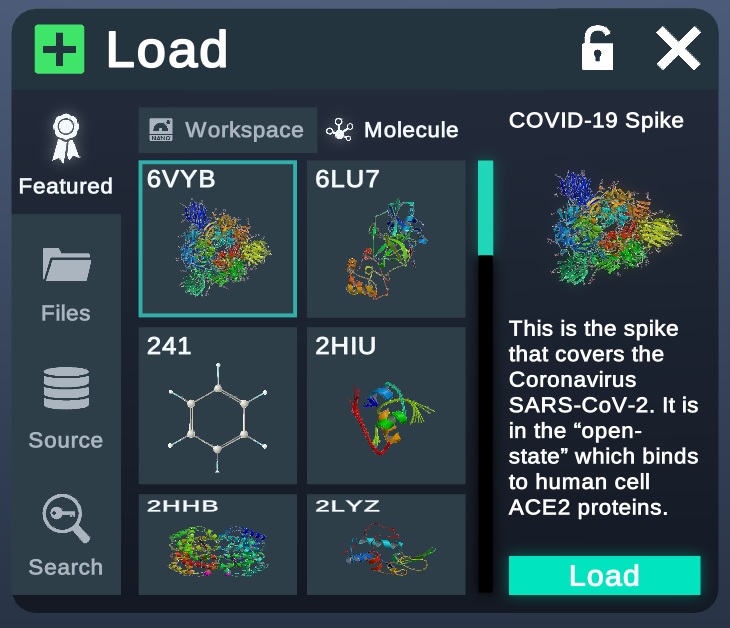 Load
Featured
Files
Source
Search
NANO
Workspace
Molecule
6VYB
6LU7
241
2HIU
2HHB
2LYZ
COVID-19 Spike
This is the spike
that covers the
Coronavirus
SARS-CoV-2. It is
in the “open-
state” which binds
to human cell
ACE2 proteins.
Load